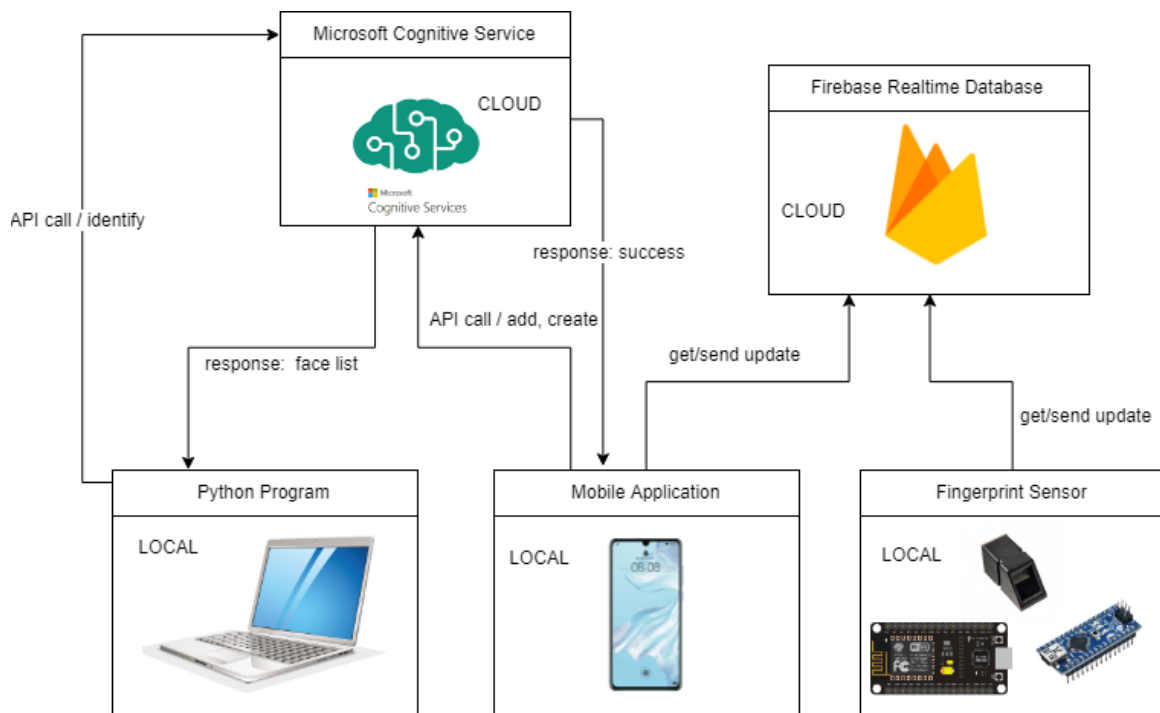 Microsoft Cognitive Service
CLOUD
Microsoft
Cognitive Services
Firebase Realtime Database
CLOUD
API call / identify
response: success
API call / add, create
response:  face list
get/send update
get/send update
Python Program
LOCAL
Mobile Application
LOCAL
08:08
Fingerprint Sensor
LOCAL